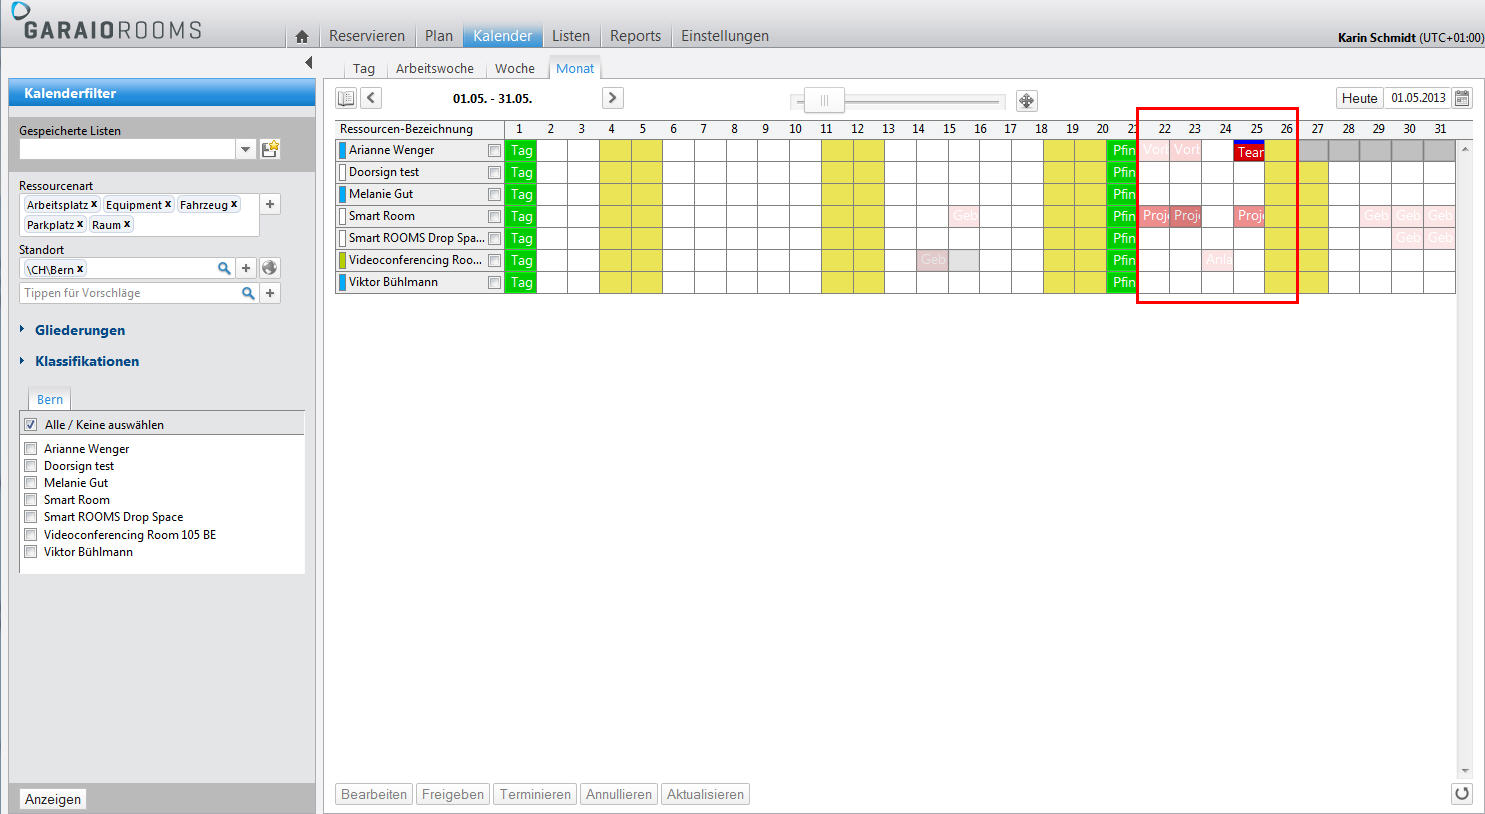 GARAIOROOMS
Reservieren Plan Kalender Listen Reports Einstellungen
Karin Schmidt (UTC+01:00)
Tag Arbeitswoche Woche Monat
Kalenderfilter
01.05. - 31.05.
Heute 01.05.2013
Gespeicherte Listen
Ressourcenart
Arbeitsplatz x Equipment x Fahrzeug x
Parkplatz x Raum x
Standort
\CH\Bern x
Tippen für Vorschläge
Gliederungen
Klassifikationen
Bern
Alle / Keine auswählen
Arianne Wenger
Doorsign test
Melanie Gut
Smart Room
Smart ROOMS Drop Space
Videoconferencing Room 105 BE
Viktor Bühlmann
Anzeigen
Ressourcen-Bezeichnung 1 2 3 4 5 6 7 8 9 10 11 12 13 14 15 16 17 18 19 20 22 23 24 25 26 27 28 29 30 31
Arianne Wenger Tag Pfin Vorb Vorb Tear
Doorsign test Tag Pfin
Melanie Gut Tag Pfin
Smart Room Tag Geb Pfin Proj Proj Proj Geb Geb Geb
Smart ROOMS Drop Spa... Tag Pfin Geb Geb
Videoconferencing Roo... Tag Geb Pfin Anla
Viktor Bühlmann Tag Pfin
Bearbeiten Freigeben Terminieren Annullieren Aktualisieren